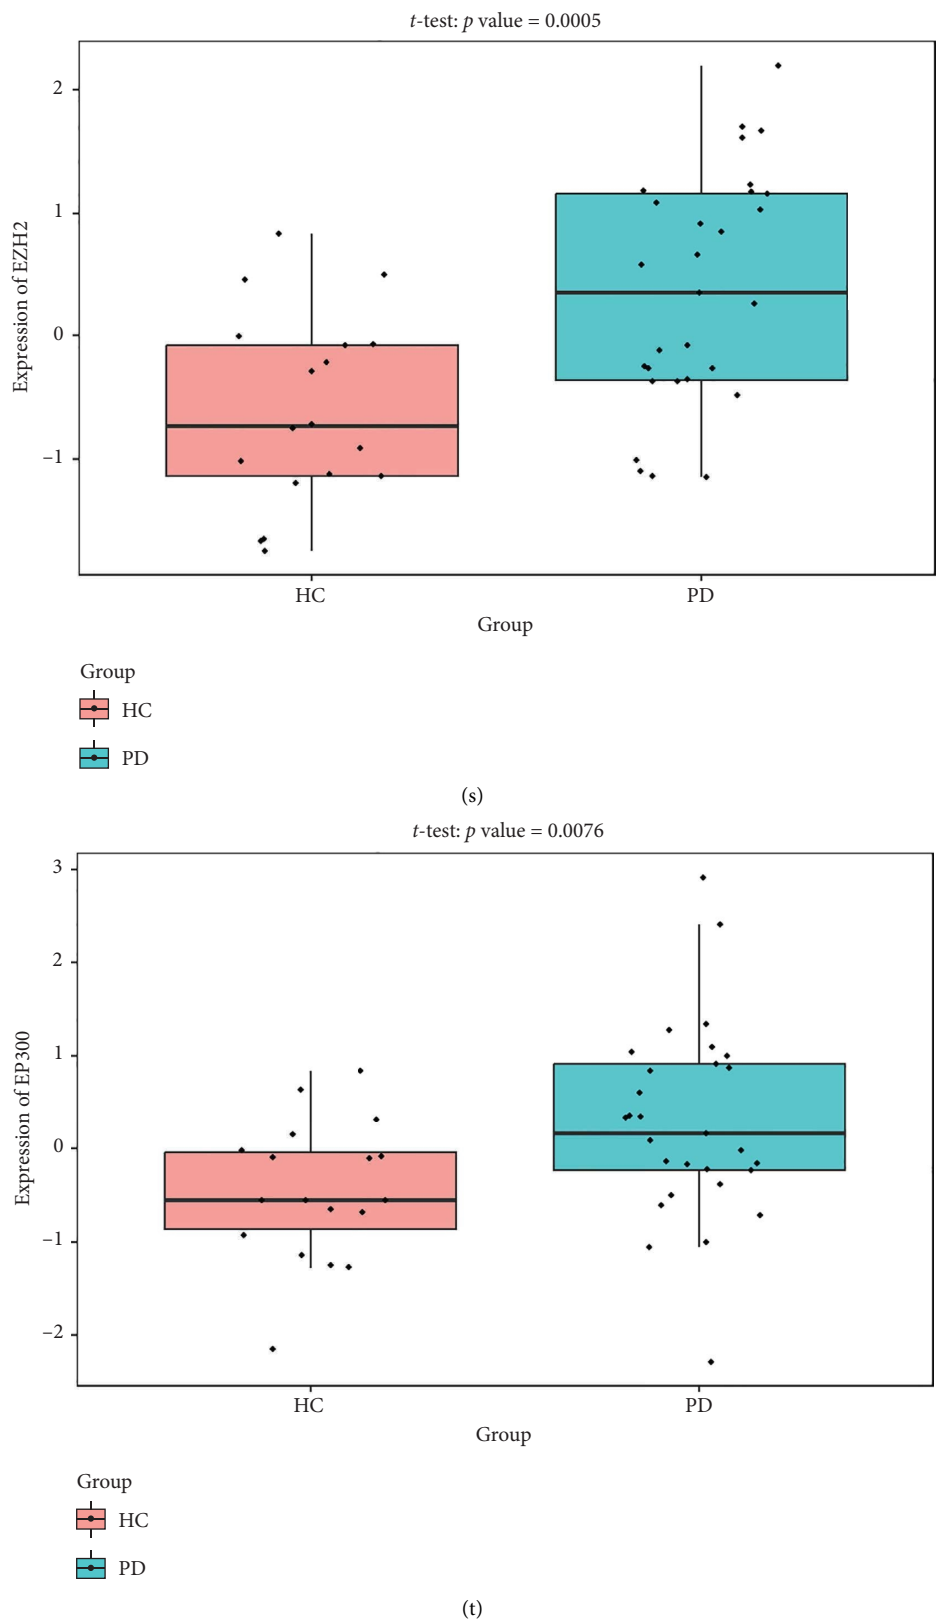 t-test: p value = 0.0005
2
1
0
−1
Expression of EZH2
HC
PD
Group
Group
HC
PD
(s)
t-test: p value = 0.0076
3
2
1
0
−1
−2
Expression of EP300
HC
PD
Group
Group
HC
PD
(t)